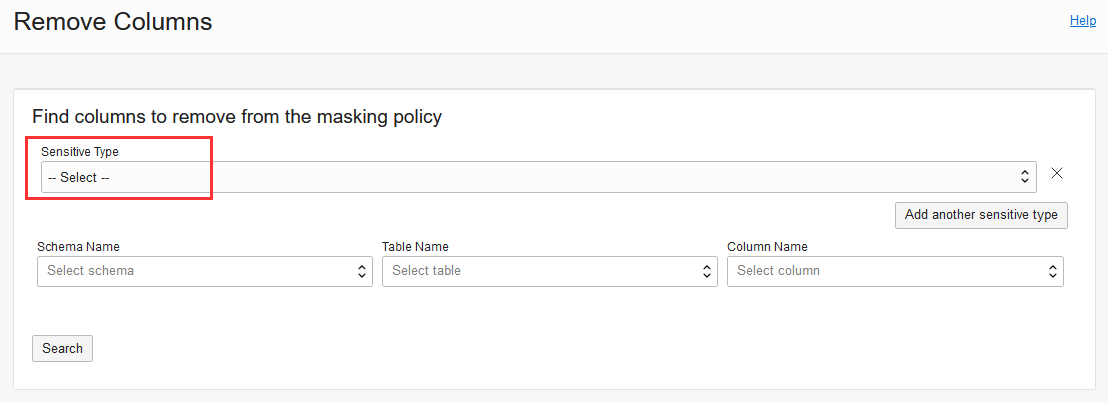 Remove Columns
Help
Find columns to remove from the masking policy
Sensitive Type
-- Select --
Add another sensitive type
Schema Name
Table Name
Column Name
Select schema
Select table
Select column
Search